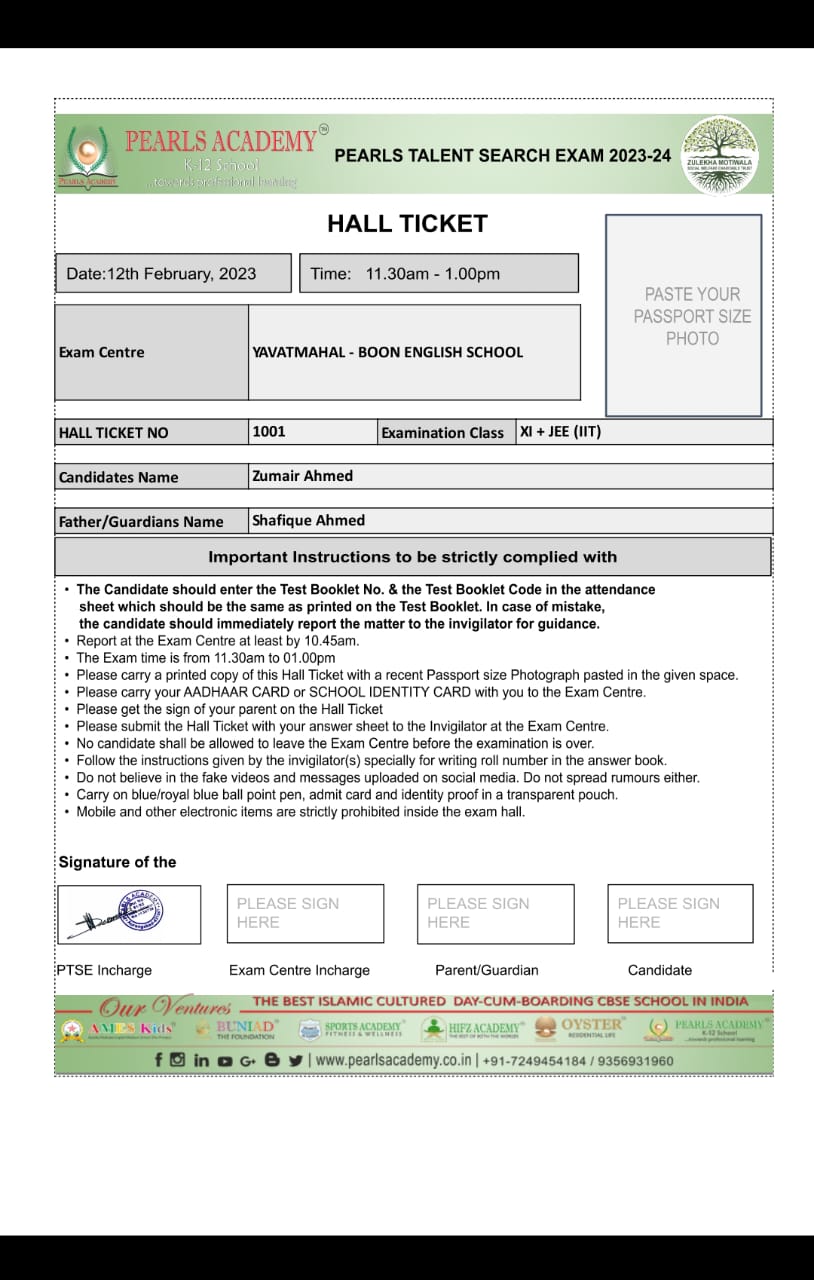 PEARLS ACADEMY™
K-12 School
...towards professional learning
PEARLS ACADEMY
PEARLS TALENT SEARCH EXAM 2023-24
ZULEKHA MOTIWALA
SOCIAL WELFARE CHARITABLE TRUST
HALL TICKET
Date:12th February, 2023
Time: 11.30am - 1.00pm
PASTE YOUR
PASSPORT SIZE
PHOTO
Exam Centre
YAVATMAHAL - BOON ENGLISH SCHOOL
HALL TICKET NO 1001 Examination Class XI + JEE (IIT)
Candidates Name Zumair Ahmed
Father/Guardians Name Shafique Ahmed
Important Instructions to be strictly complied with
• The Candidate should enter the Test Booklet No. & the Test Booklet Code in the attendance
sheet which should be the same as printed on the Test Booklet. In case of mistake,
the candidate should immediately report the matter to the invigilator for guidance.
• Report at the Exam Centre at least by 10.45am.
• The Exam time is from 11.30am to 01.00pm
• Please carry a printed copy of this Hall Ticket with a recent Passport size Photograph pasted in the given space.
• Please carry your AADHAAR CARD or SCHOOL IDENTITY CARD with you to the Exam Centre.
• Please get the sign of your parent on the Hall Ticket
• Please submit the Hall Ticket with your answer sheet to the Invigilator at the Exam Centre.
• No candidate shall be allowed to leave the Exam Centre before the examination is over.
• Follow the instructions given by the invigilator(s) specially for writing roll number in the answer book.
• Do not believe in the fake videos and messages uploaded on social media. Do not spread rumours either.
• Carry on blue/royal blue ball point pen, admit card and identity proof in a transparent pouch.
• Mobile and other electronic items are strictly prohibited inside the exam hall.
Signature of the
PLEASE SIGN
HERE
PLEASE SIGN
HERE
PLEASE SIGN
HERE
PTSE Incharge
Exam Centre Incharge
Parent/Guardian
Candidate
Our Ventures
THE BEST ISLAMIC CULTURED DAY-CUM-BOARDING CBSE SCHOOL IN INDIA
AMES Kids
BUNIAD
THE FOUNDATION
SPORTS ACADEMY
FITNESS & WELLNESS
HIFZ ACADEMY
THE BEST OF BOTH THE WORLDS
OYSTER
RESIDENTIAL LIFE
PEARLS ACADEMY
K-12 School
...towards professional learning
| www.pearlsacademy.co.in | +91-7249454184 / 9356931960